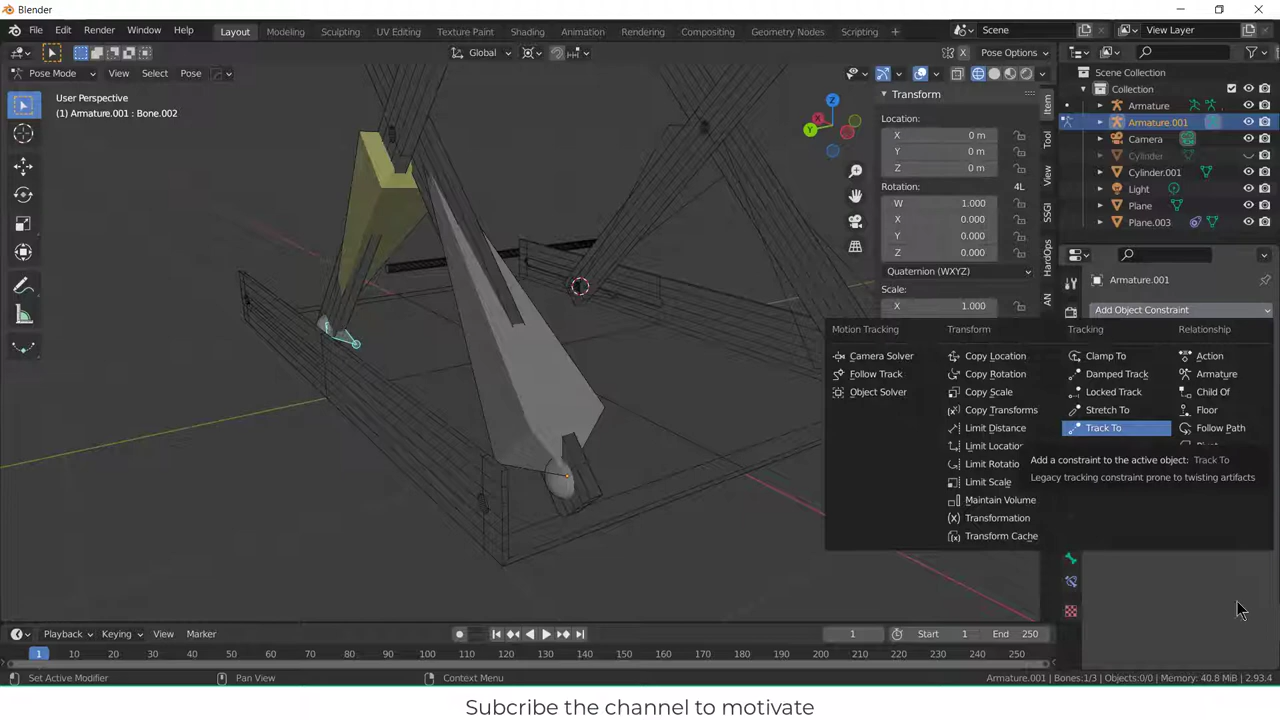 Blender
File Edit Render Window Help
Layout Modeling Sculpting UV Editing Texture Paint Shading Animation Rendering Compositing Geometry Nodes Scripting +
Scene
View Layer
Global
X Pose Options
Pose Mode View Select Pose
User Perspective
(1) Armature.001 : Bone.002
Z
X
Y
Transform
Location:
X 0 m
Y 0 m
Z 0 m
Rotation: 4L
W 1.000
X 0.000
Y 0.000
Z 0.000
Quaternion (WXYZ)
Scale:
X 1.000
Item
Tool
View
SSGI
HardOps
AN
Scene Collection
Collection
Armature
Armature.001
Camera
Cylinder
Cylinder.001
Light
Plane
Plane.003
Armature.001
Add Object Constraint
Motion Tracking
Camera Solver
Follow Track
Object Solver
Transform
Copy Location
Copy Rotation
Copy Scale
Copy Transforms
Limit Distance
Limit Location
Limit Rotatio
Limit Scale
Maintain Volume
Transformation
Transform Cache
Tracking
Clamp To
Damped Track
Locked Track
Stretch To
Track To
Relationship
Action
Armature
Child Of
Floor
Follow Path
Add a constraint to the active object: Track To
Legacy tracking constraint prone to twisting artifacts
Playback Keying View Marker
1 Start 1 End 250
1 10 20 30 40 50 60 70 80 90 100 110 120 130 140 150 160 170 180 190 200 210 220 230 240 250
Set Active Modifier Pan View Context Menu
Armature.001 | Bones:1/3 | Objects:0/0 | Memory: 40.8 MiB | 2.93.4
Subcribe the channel to motivate